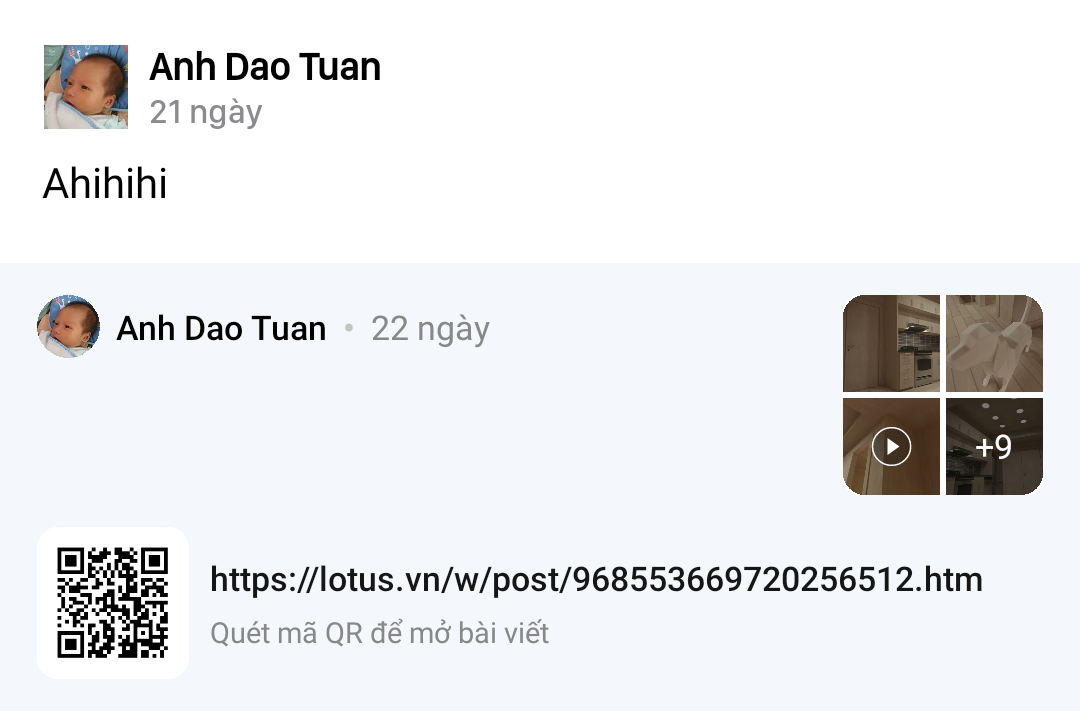 Anh Dao Tuan
21 ngày
Ahihihi
Anh Dao Tuan • 22 ngày
+9
https://lotus.vn/w/post/968553669720256512.htm
Quét mã QR để mở bài viết